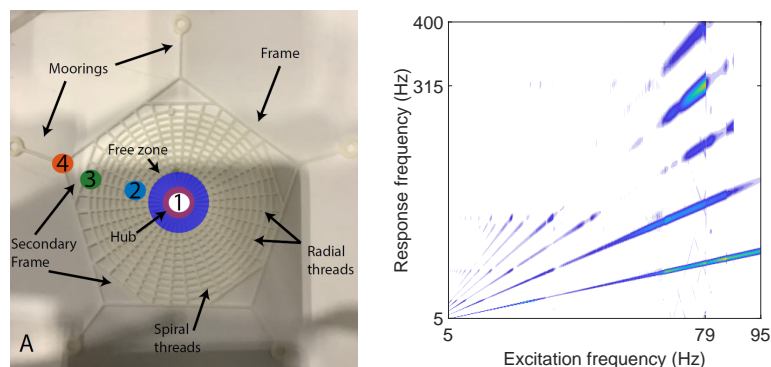 Moorings
Frame
Free zone
4
3
2
1
Hub
Secondary
Frame
Radial
threads
Spiral
threads
A
400
315
5
Response frequency (Hz)
5
79
95
Excitation frequency (Hz)